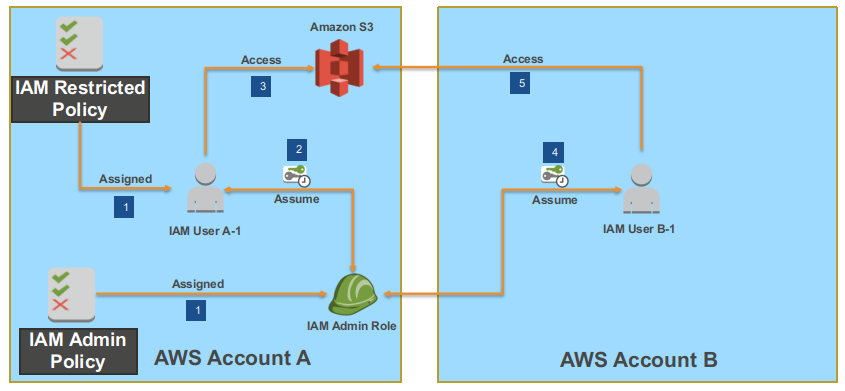 Amazon S3
IAM Restricted
Policy
Access
3
Access
5
2
4
Assigned
1
Assume
Assume
IAM User A-1
IAM User B-1
Assigned
1
IAM Admin Role
IAM Admin
Policy
AWS Account A
AWS Account B